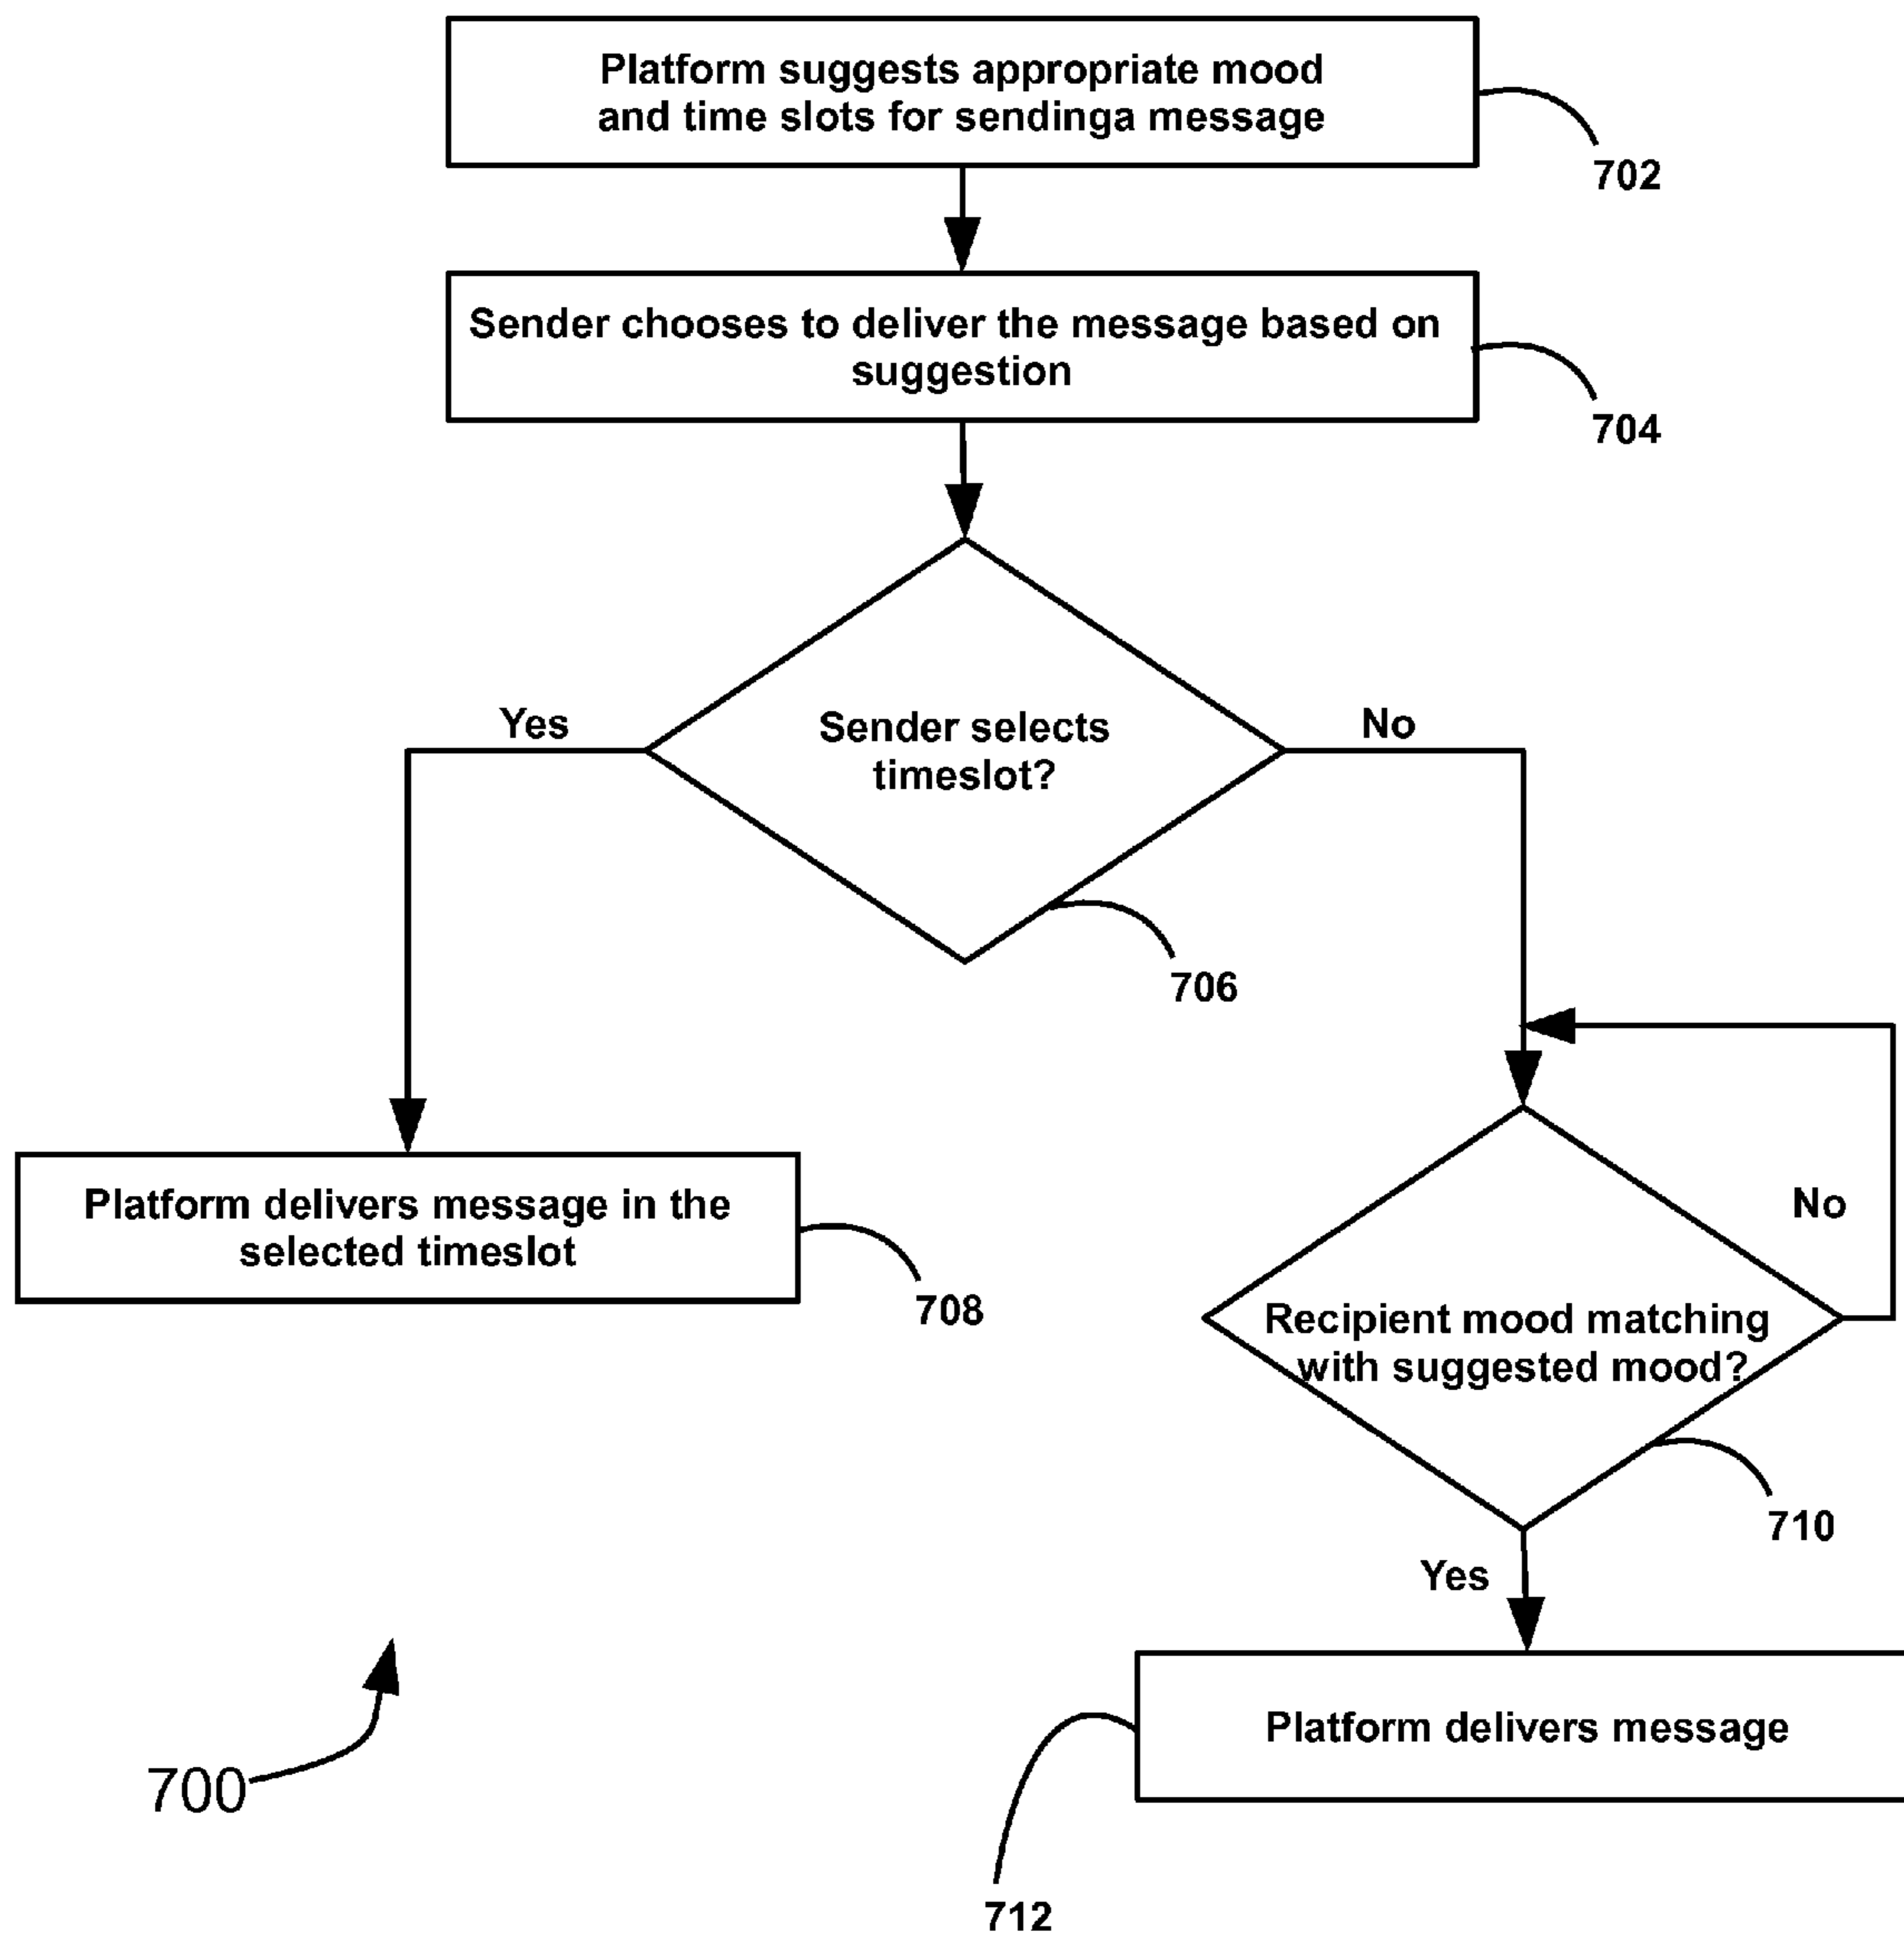 Platform suggests appropriate mood
and time slots for sendinga message
702
Sender chooses to deliver the message based on
suggestion
704
Yes
Sender selects
timeslot?
No
706
Platform delivers message in the
selected timeslot
708
No
Recipient mood matching
with suggested mood?
710
Yes
Platform delivers message
712
700